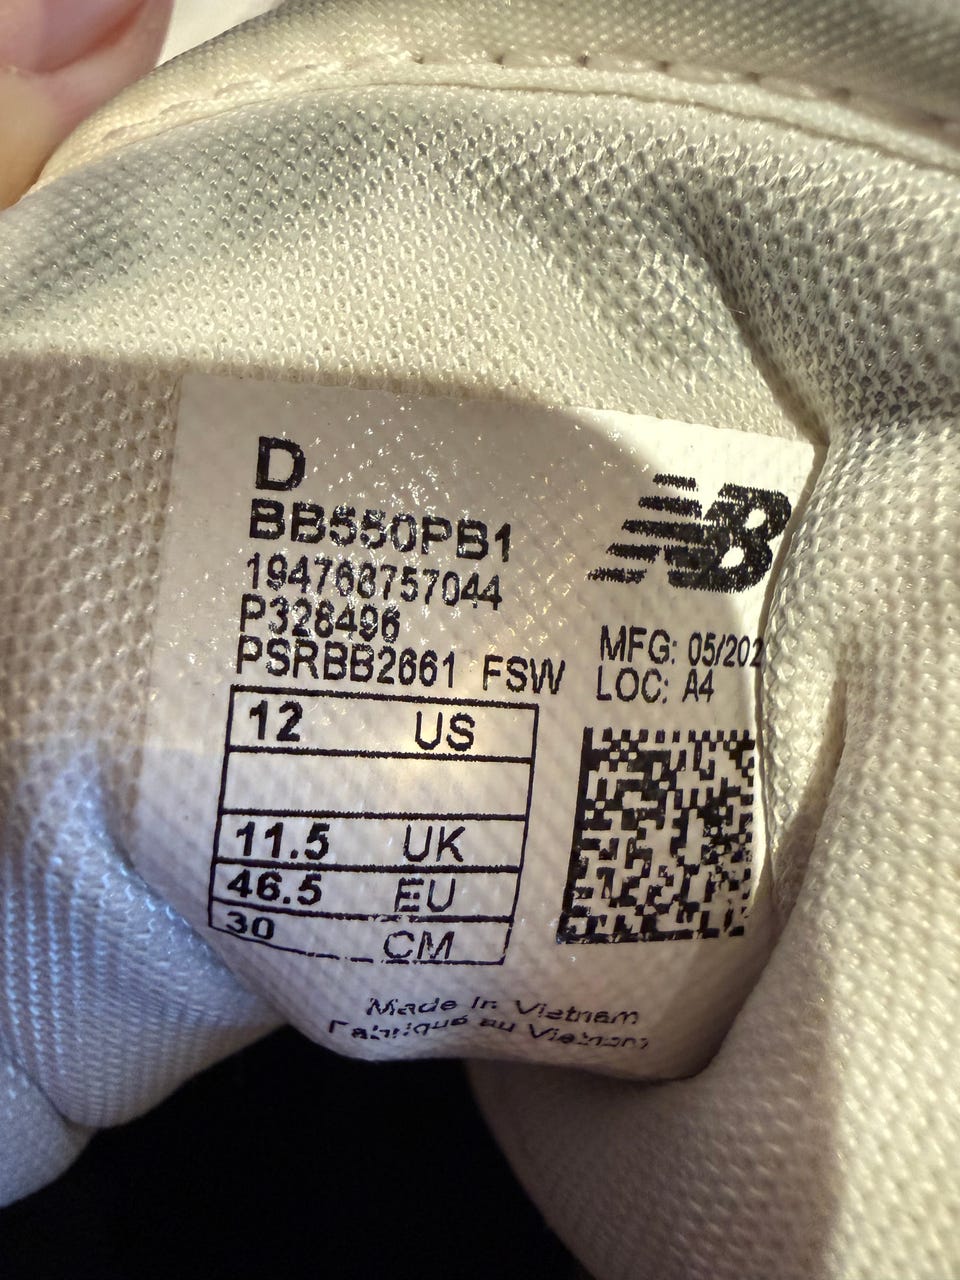 D
BB550PB1
194768757044
P328496
PSRBB2661 FSW
NB
MFG: 05/202
LOC: A4
12 US
11.5 UK
46.5 EU
30 CM
Made In Vietnam
Fabriqué au Vietnam